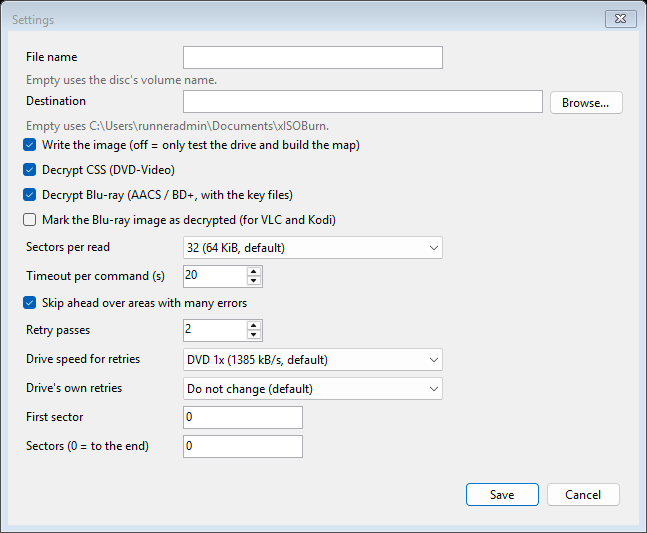 Settings
File name
Empty uses the disc's volume name.
Destination
Browse...
Empty uses C:\Users\runneradmin\Documents\xISOBurn.
Write the image (off = only test the drive and build the map)
Decrypt CSS (DVD-Video)
Decrypt Blu-ray (AACS / BD+, with the key files)
Mark the Blu-ray image as decrypted (for VLC and Kodi)
Sectors per read 32 (64 KiB, default)
Timeout per command (s) 20
Skip ahead over areas with many errors
Retry passes 2
Drive speed for retries DVD 1x (1385 kB/s, default)
Drive's own retries Do not change (default)
First sector 0
Sectors (0 = to the end) 0
Save Cancel